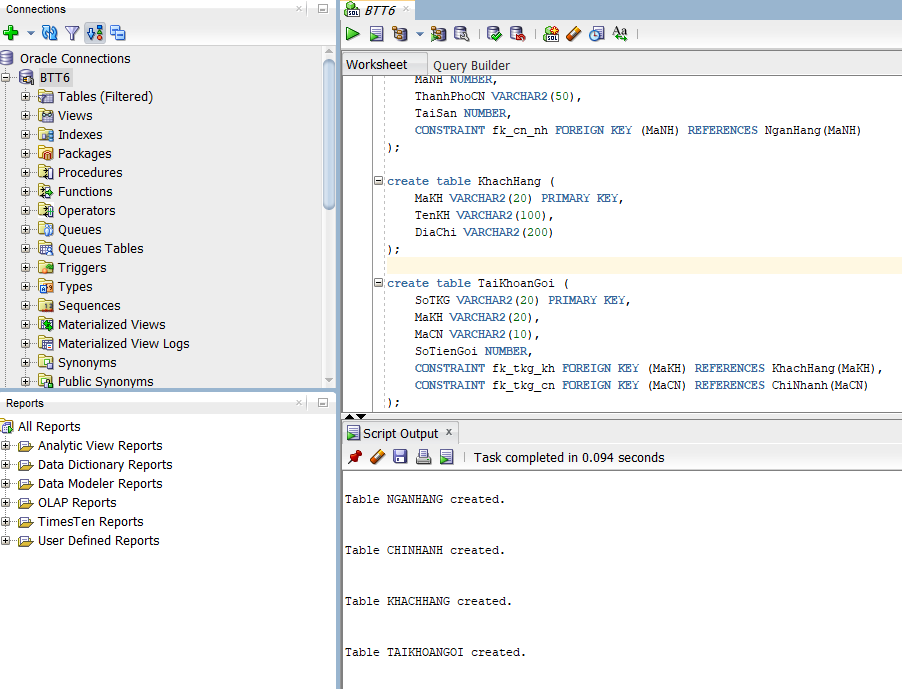 Connections
Oracle Connections
BTT6
Tables (Filtered)
Views
Indexes
Packages
Procedures
Functions
Operators
Queues
Queues Tables
Triggers
Types
Sequences
Materialized Views
Materialized View Logs
Synonyms
Public Synonyms
Reports
All Reports
Analytic View Reports
Data Dictionary Reports
Data Modeler Reports
OLAP Reports
TimesTen Reports
User Defined Reports
BTT6
Worksheet Query Builder
MaNH NUMBER,
ThanhPhoCN VARCHAR2(50),
TaiSan NUMBER,
CONSTRAINT fk_cn_nh FOREIGN KEY (MaNH) REFERENCES NganHang(MaNH)
);
create table KhachHang (
MaKH VARCHAR2(20) PRIMARY KEY,
TenKH VARCHAR2(100),
DiaChi VARCHAR2(200)
);
create table TaiKhoanGoi (
SoTKG VARCHAR2(20) PRIMARY KEY,
MaKH VARCHAR2(20),
MaCN VARCHAR2(10),
SoTienGoi NUMBER,
CONSTRAINT fk_tkg_kh FOREIGN KEY (MaKH) REFERENCES KhachHang(MaKH),
CONSTRAINT fk_tkg_cn FOREIGN KEY (MaCN) REFERENCES ChiNhanh(MaCN)
);
Script Output x
Task completed in 0.094 seconds
Table NGANHANG created.
Table CHINHANH created.
Table KHACHHANG created.
Table TAIKHOANGOI created.